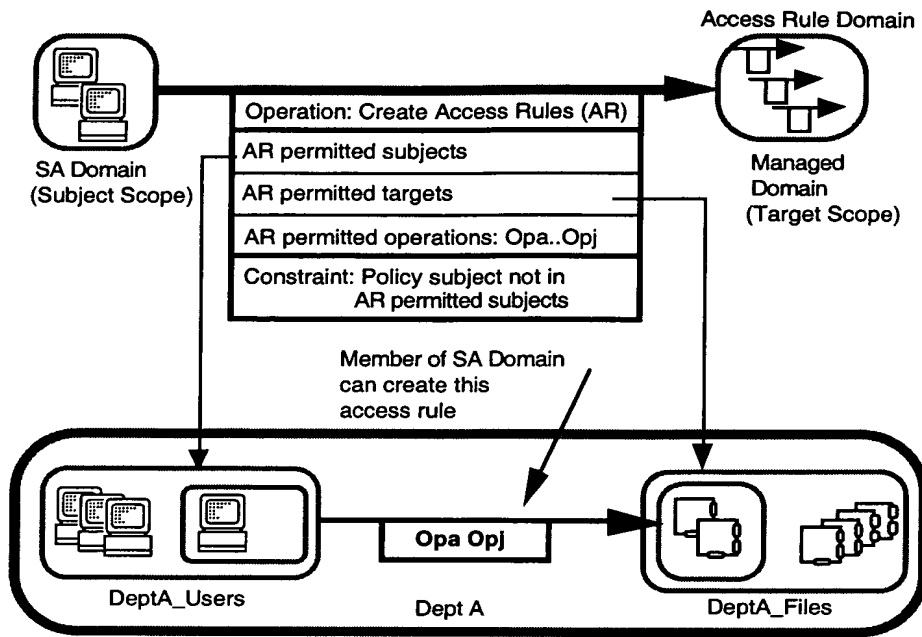 Access Rule Domain
Operation: Create Access Rules (AR)
AR permitted subjects
AR permitted targets
AR permitted operations: Opa..Opj
Constraint: Policy subject not in
AR permitted subjects
SA Domain
(Subject Scope)
Managed
Domain
(Target Scope)
Member of SA Domain
can create this
access rule
Opa Opj
DeptA_Users
Dept A
DeptA_Files